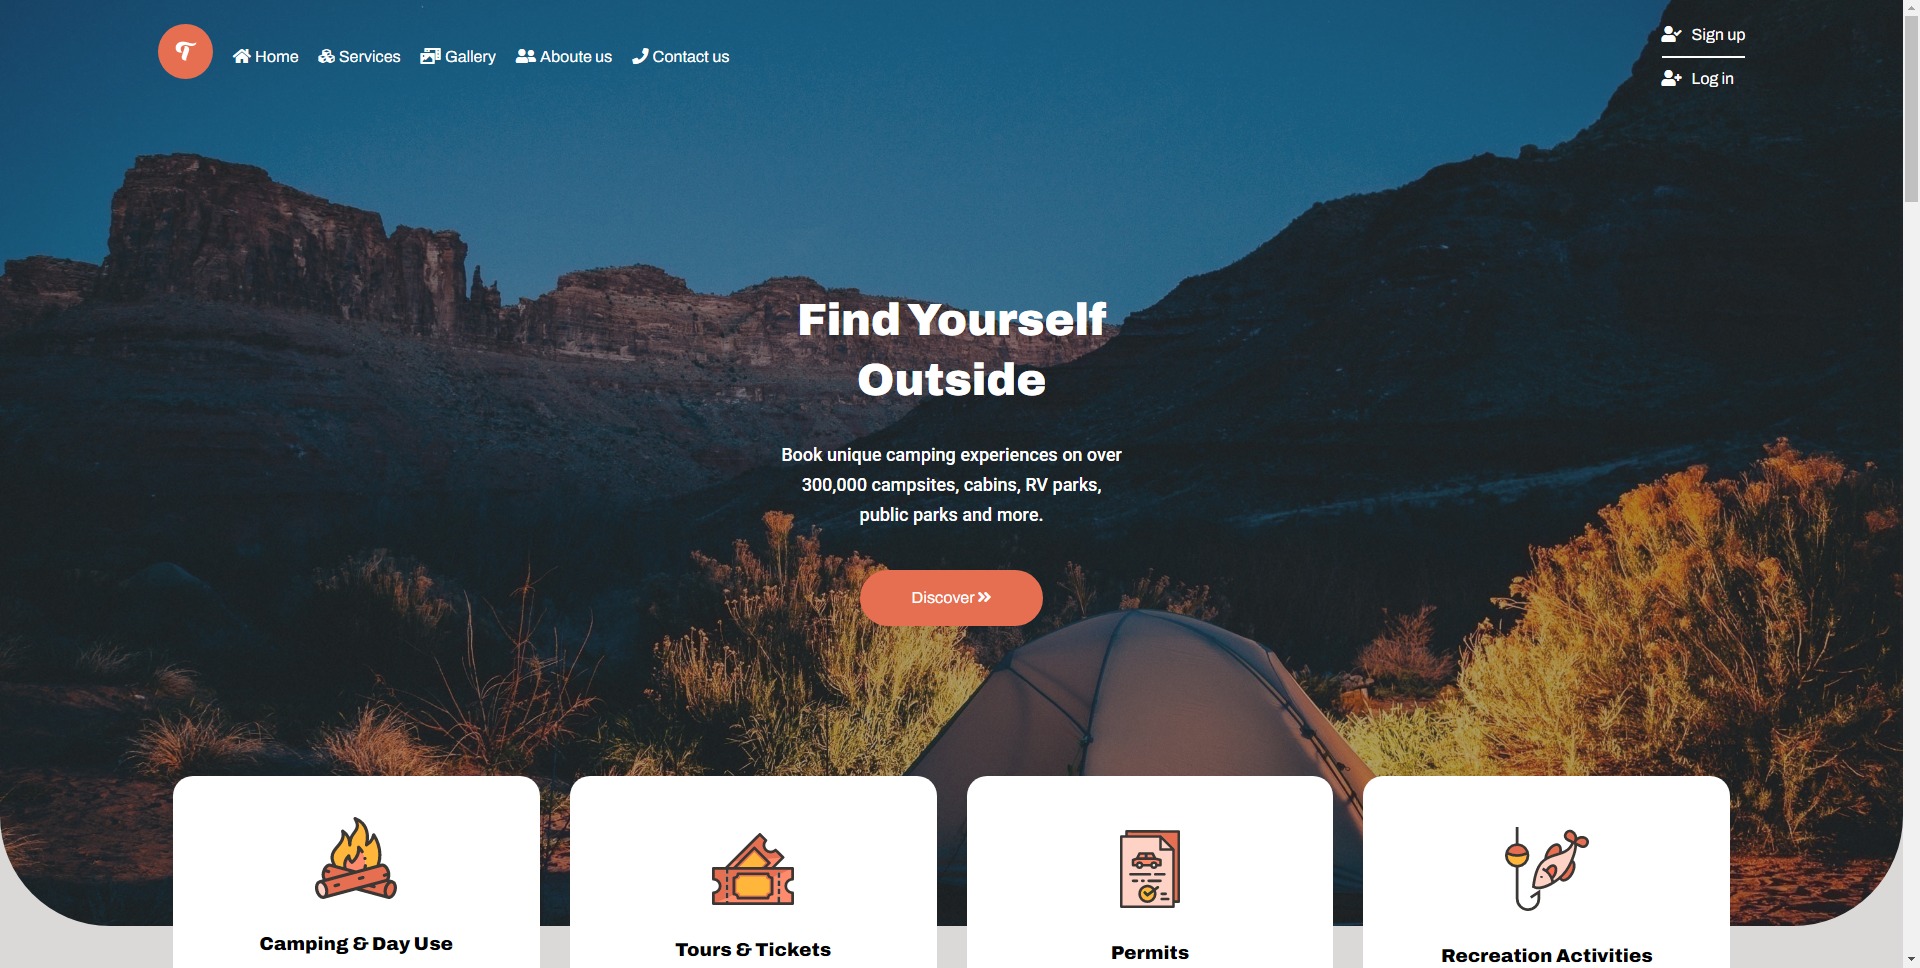 T
Home Services Gallery Aboute us Contact us
Sign up
Log in
Find Yourself
Outside
Book unique camping experiences on over
300,000 campsites, cabins, RV parks,
public parks and more.
Discover
Camping & Day Use
Tours & Tickets
Permits
Recreation Activities